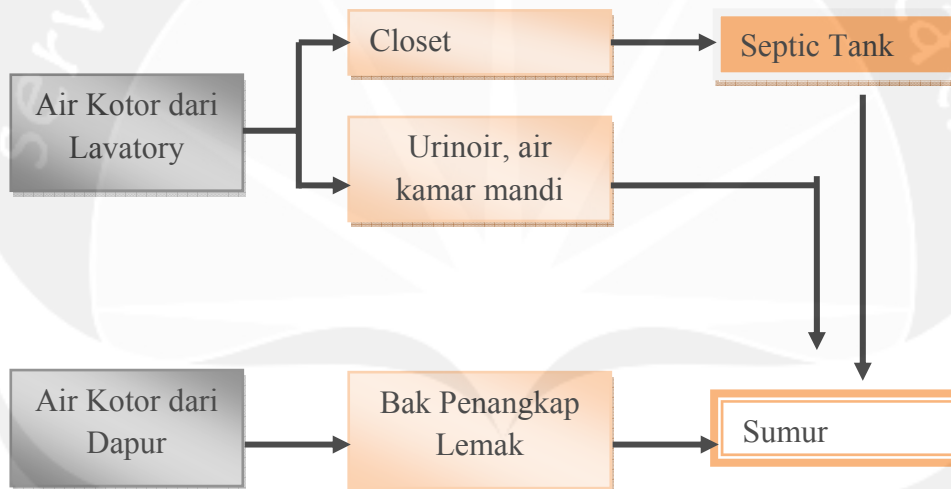 Closet
Septic Tank
Air Kotor dari
Lavatory
Urinoir, air
kamar mandi
Air Kotor dari
Dapur
Bak Penangkap
Lemak
Sumur